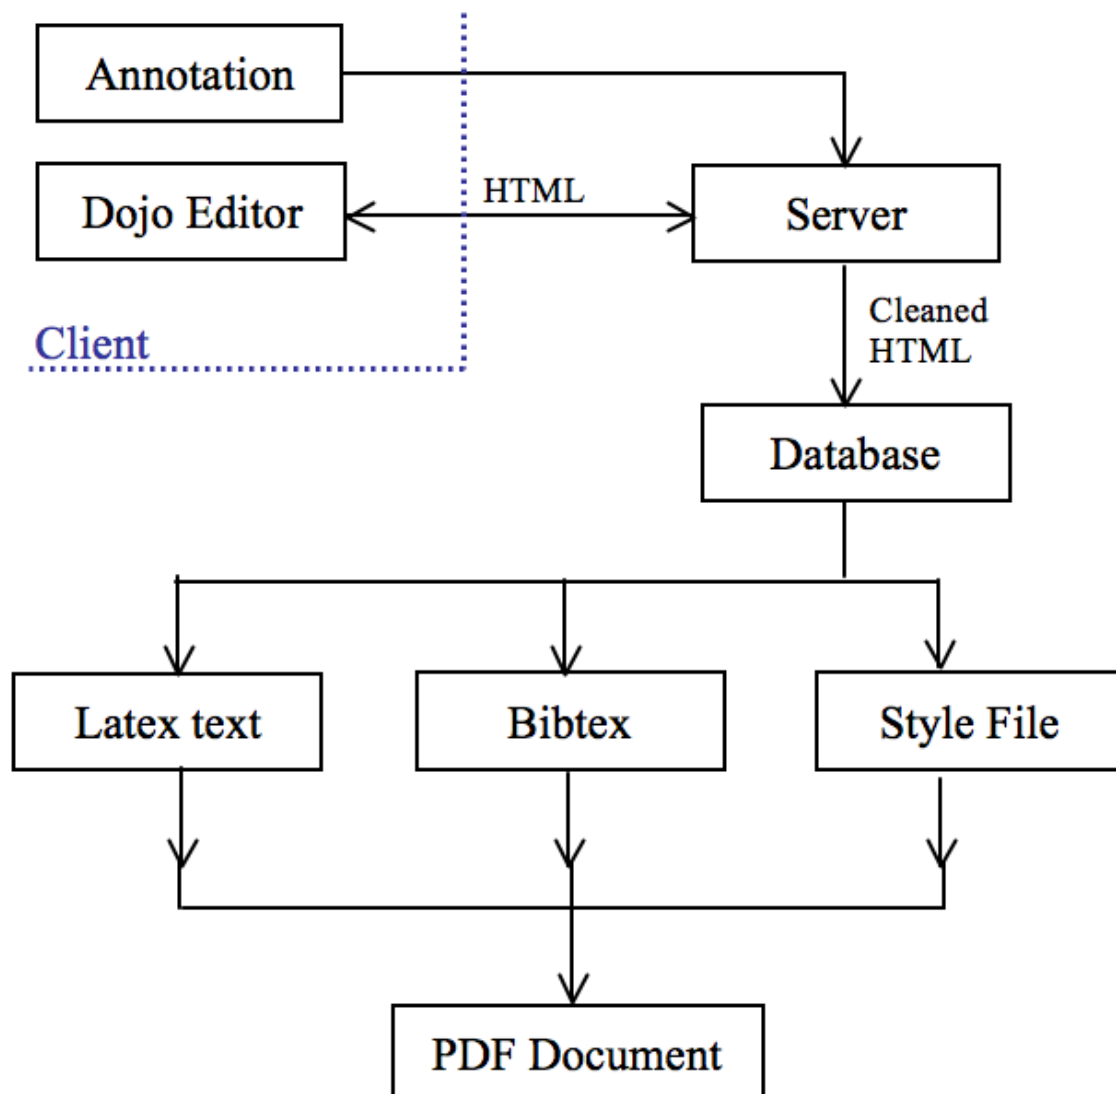 Annotation
Dojo Editor
HTML
Server
Client
Cleaned
HTML
Database
Latex text
Bibtex
Style File
PDF Document